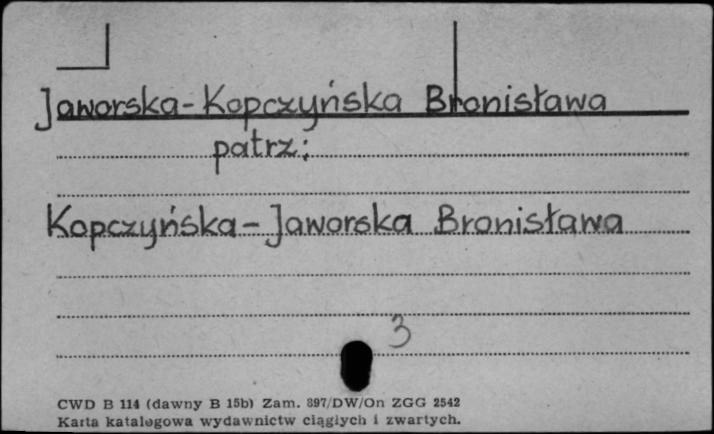 Jaworska-Kopczyńska Bronisława
patrz:
Kopczyńska-Jaworska Bronisława
3
CWD B 114 (dawny B 15b) Zam. 897/DW/On ZGG 2542
Karta katalogowa wydawnictw ciągłych i zwartych.